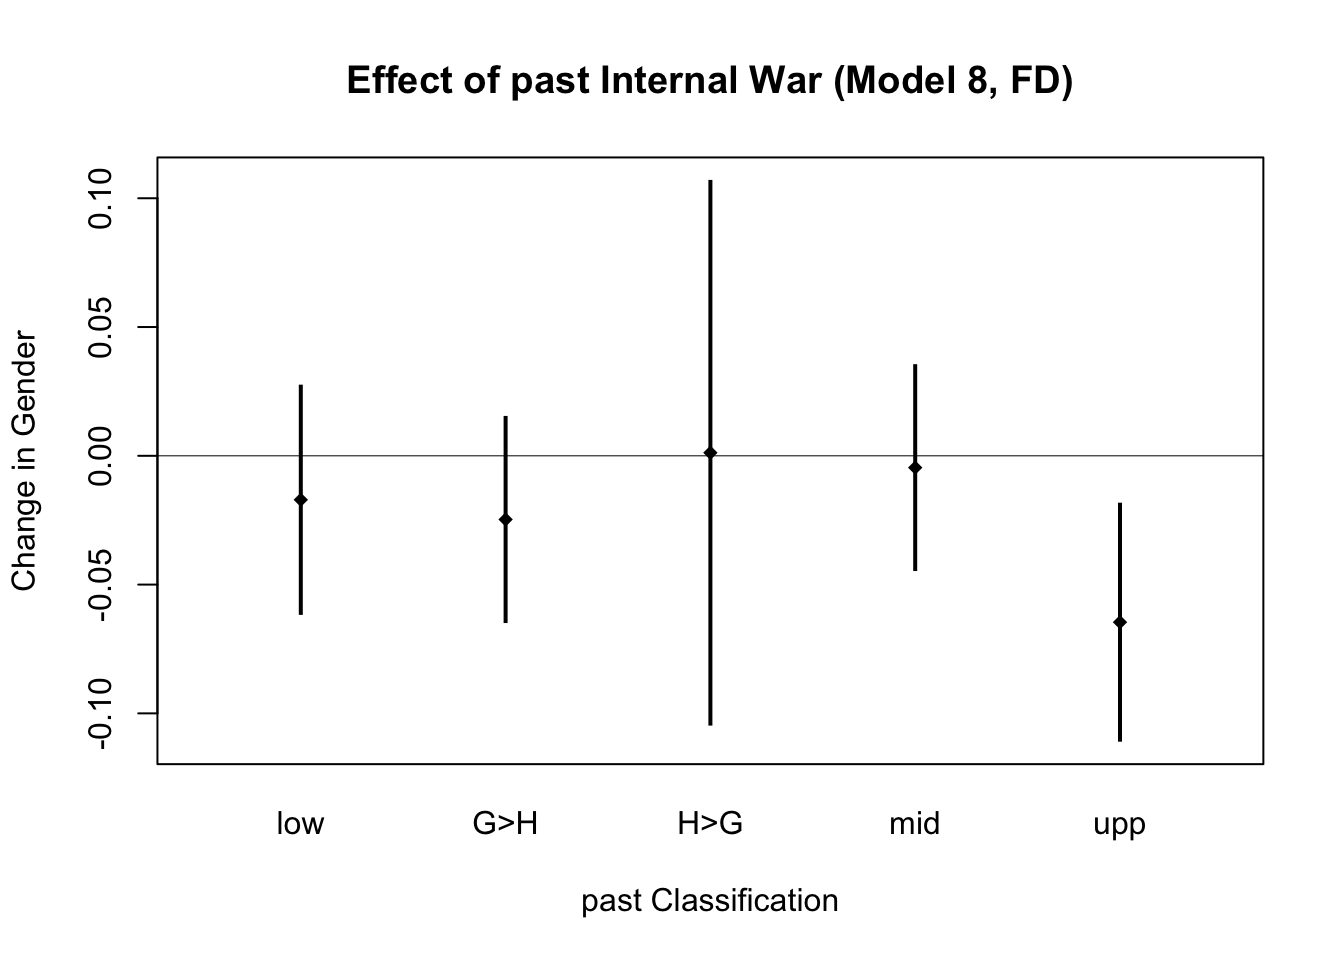 Effect of past Internal War (Model 8, FD)
Change in Gender
0.10
0.05
0.00
-0.05
-0.10
low G>H H>G mid upp
past Classification